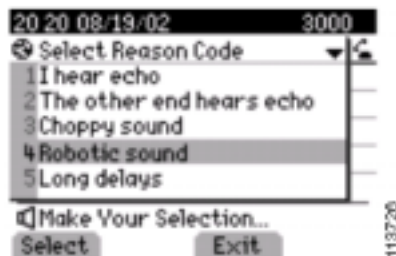 20 20 08/19/02 3000
Select Reason Code
1 I hear echo
2 The other end hears echo
3 Choppy sound
4 Robotic sound
5 Long delays
Make Your Selection...
Select Exit
113726